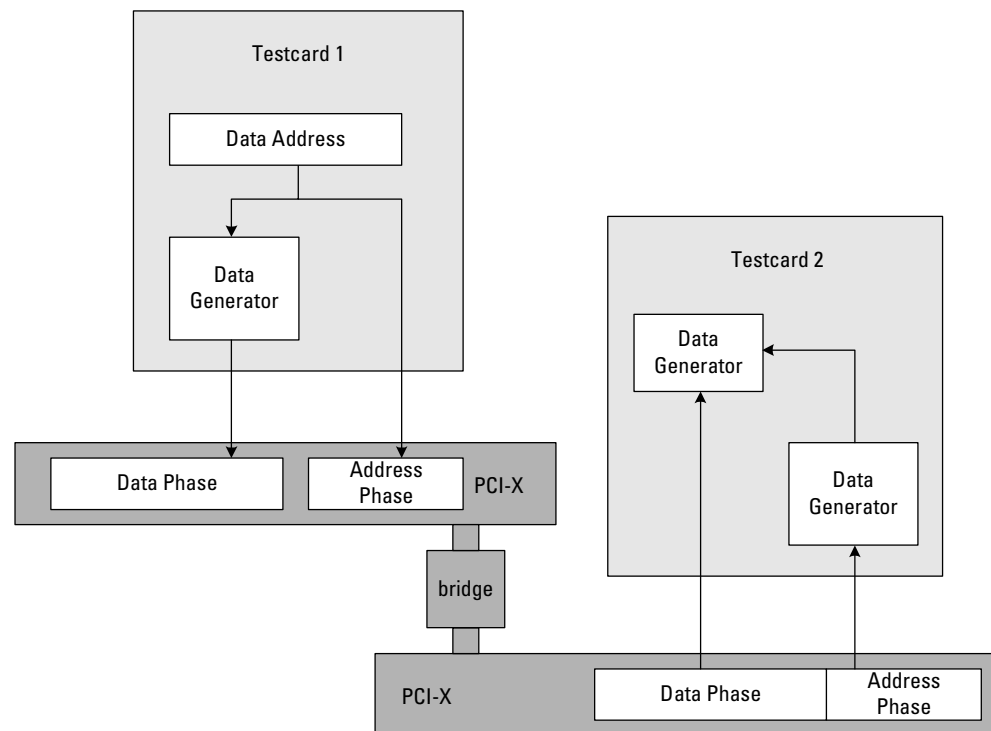 Testcard 1
Data Address
Data
Generator
Data Phase
Address
Phase
PCI-X
bridge
Testcard 2
Data
Generator
Data
Generator
PCI-X
Data Phase
Address
Phase